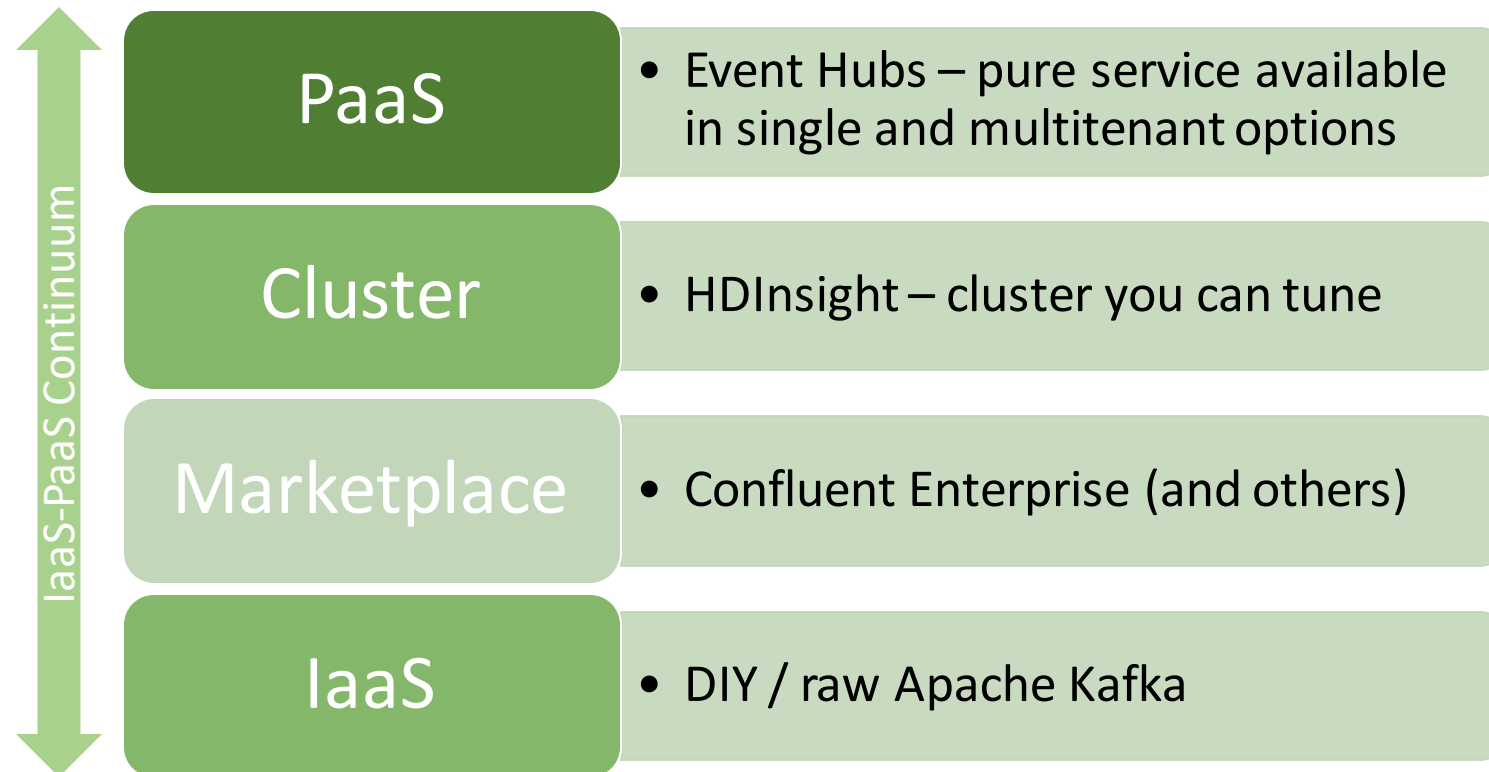 IaaS-PaaS Continuum
PaaS
• Event Hubs – pure service available
in single and multitenant options
Cluster
• HDInsight – cluster you can tune
Marketplace
• Confluent Enterprise (and others)
IaaS
• DIY / raw Apache Kafka